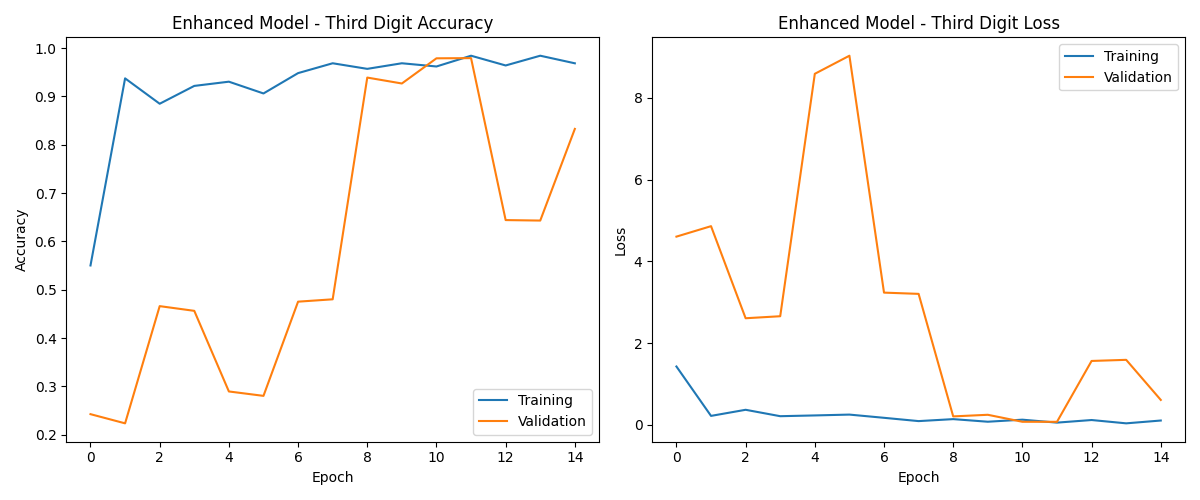 Enhanced Model - Third Digit Accuracy
Accuracy
1.0
0.9
0.8
0.7
0.6
0.5
0.4
0.3
0.2
0 2 4 6 8 10 12 14
Epoch
Training
Validation
Enhanced Model - Third Digit Loss
Loss
8
6
4
2
0
0 2 4 6 8 10 12 14
Epoch
Training
Validation